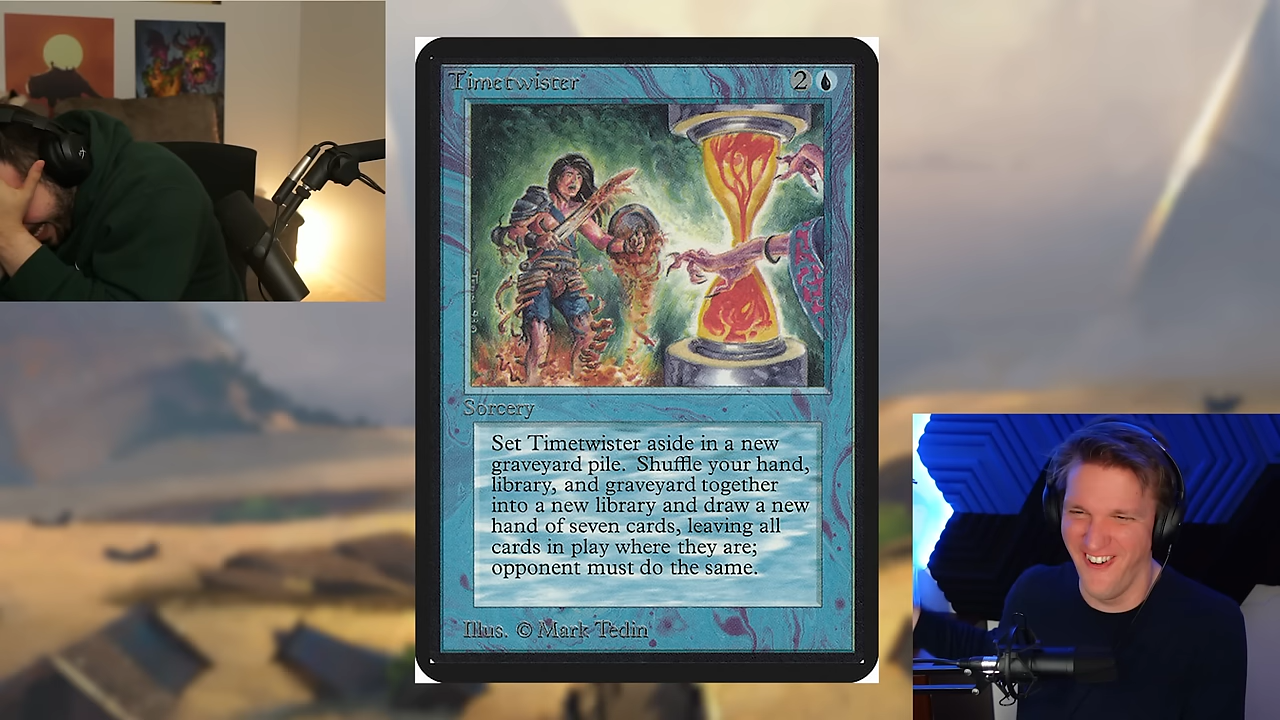 Timetwister 2
Sorcery
Set Timetwister aside in a new
graveyard pile. Shuffle your hand,
library, and graveyard together
into a new library and draw a new
hand of seven cards, leaving all
cards in play where they are;
opponent must do the same.
Illus. © Mark Tedin